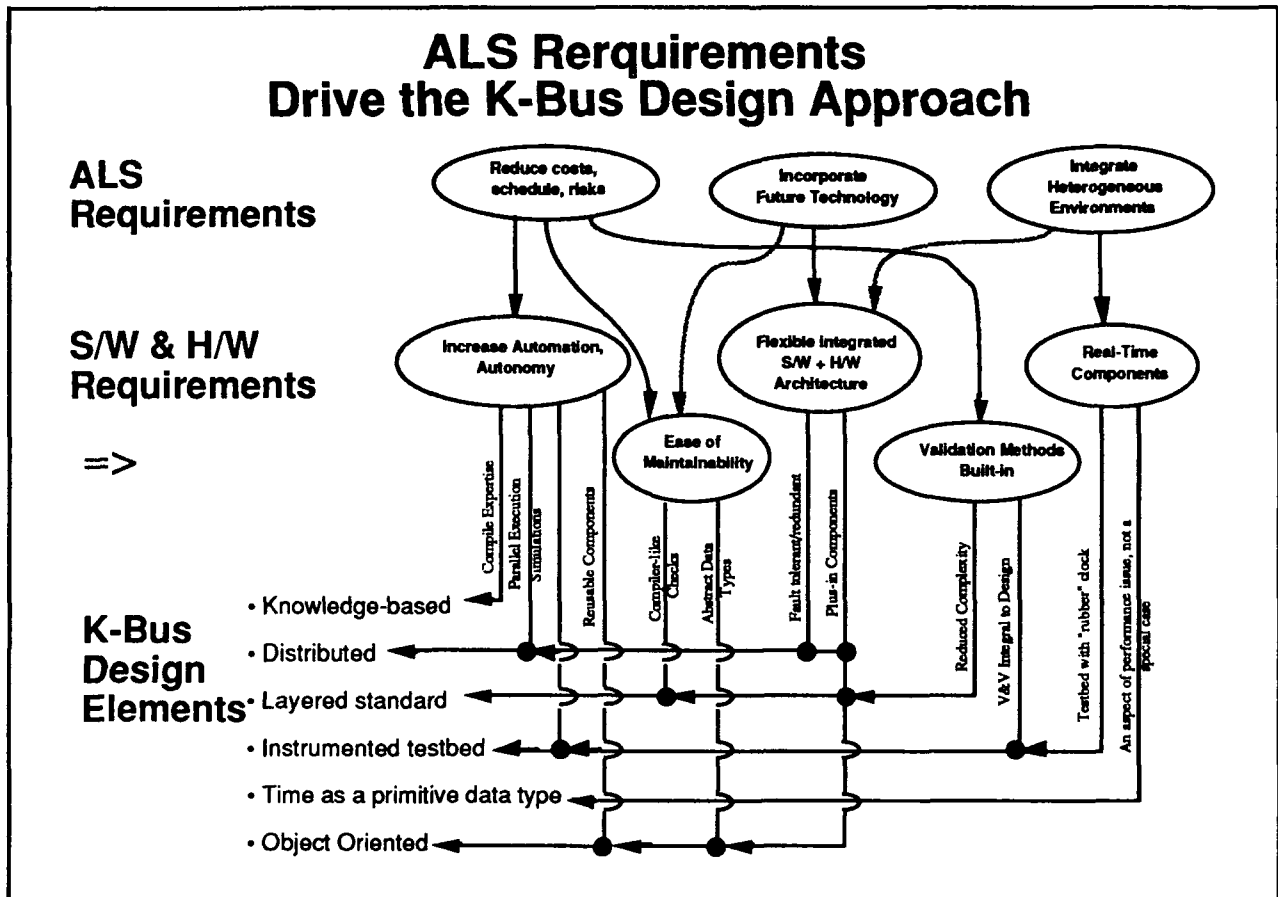 ALS Rerquirements
Drive the K-Bus Design Approach
ALS
Requirements
Reduce costs,
schedule, risks
Incorporate
Future Technology
Integrate
Heterogeneous
Environments
S/W & H/W
Requirements
Increase Automation,
Autonomy
Flexible integrated
S/W + H/W
Architecture
Real-Time
Components
Ease of
Maintainability
Validation Methods
Built-in
=>
Compile Expertise
Parallel Execution
Simulations
Reusable Components
Compiler-like
Checks
Abstract Data
Types
Fault tolerant/redundant
Plus-in Components
Reduced Complexity
V&V Integral to Design
Testbed with "rubber" clock
An aspect of performance issue, not a
special case
K-Bus
Design
Elements
• Knowledge-based
• Distributed
• Layered standard
• Instrumented testbed
• Time as a primitive data type
• Object Oriented